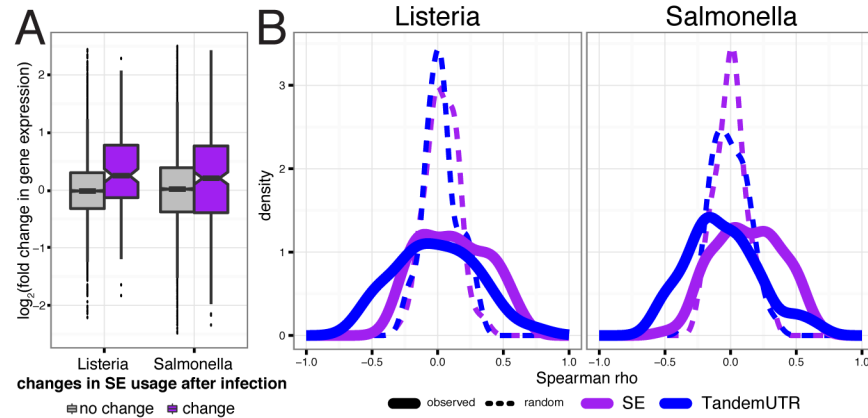 A
B
Listeria
Salmonella
log2(fold change in gene expression)
2
1
0
−1
−2
Listeria
Salmonella
changes in SE usage after infection
no change
change
density
3
2
1
0
−1.0
−0.5
0.0
0.5
1.0
−1.0
−0.5
0.0
0.5
1.0
Spearman rho
observed
random
SE
TandemUTR